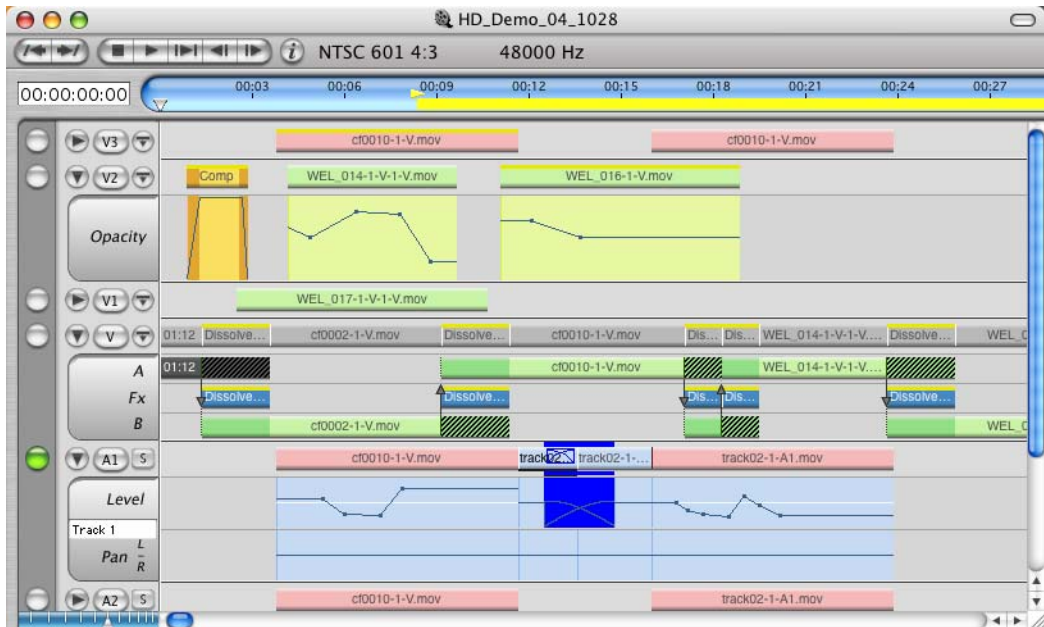 HD_Demo_04_1028
NTSC 601 4:3 48000 Hz
00:00:00:00 00:03 00:06 00:09 00:12 00:15 00:18 00:21 00:24 00:27
V3 cf0010-1-V.mov cf0010-1-V.mov
V2 Comp WEL_014-1-V-1-V.mov WEL_016-1-V.mov
Opacity
V1 WEL_017-1-V-1-V.mov
V 01:12 Dissolve... cf0002-1-V.mov Dissolve... cf0010-1-V.mov Dis... Dis... WEL_014-1-V-1-V.... Dissolve...
A 01:12 cf0010-1-V.mov WEL_014-1-V-1-V....
Fx Dissolve... Dissolve... Dis... Dis... Dissolve...
B cf0002-1-V.mov
A1 S cf0010-1-V.mov track02... track02-1-... track02-1-A1.mov
Level
Track 1
Pan L R
A2 S cf0010-1-V.mov track02-1-A1.mov